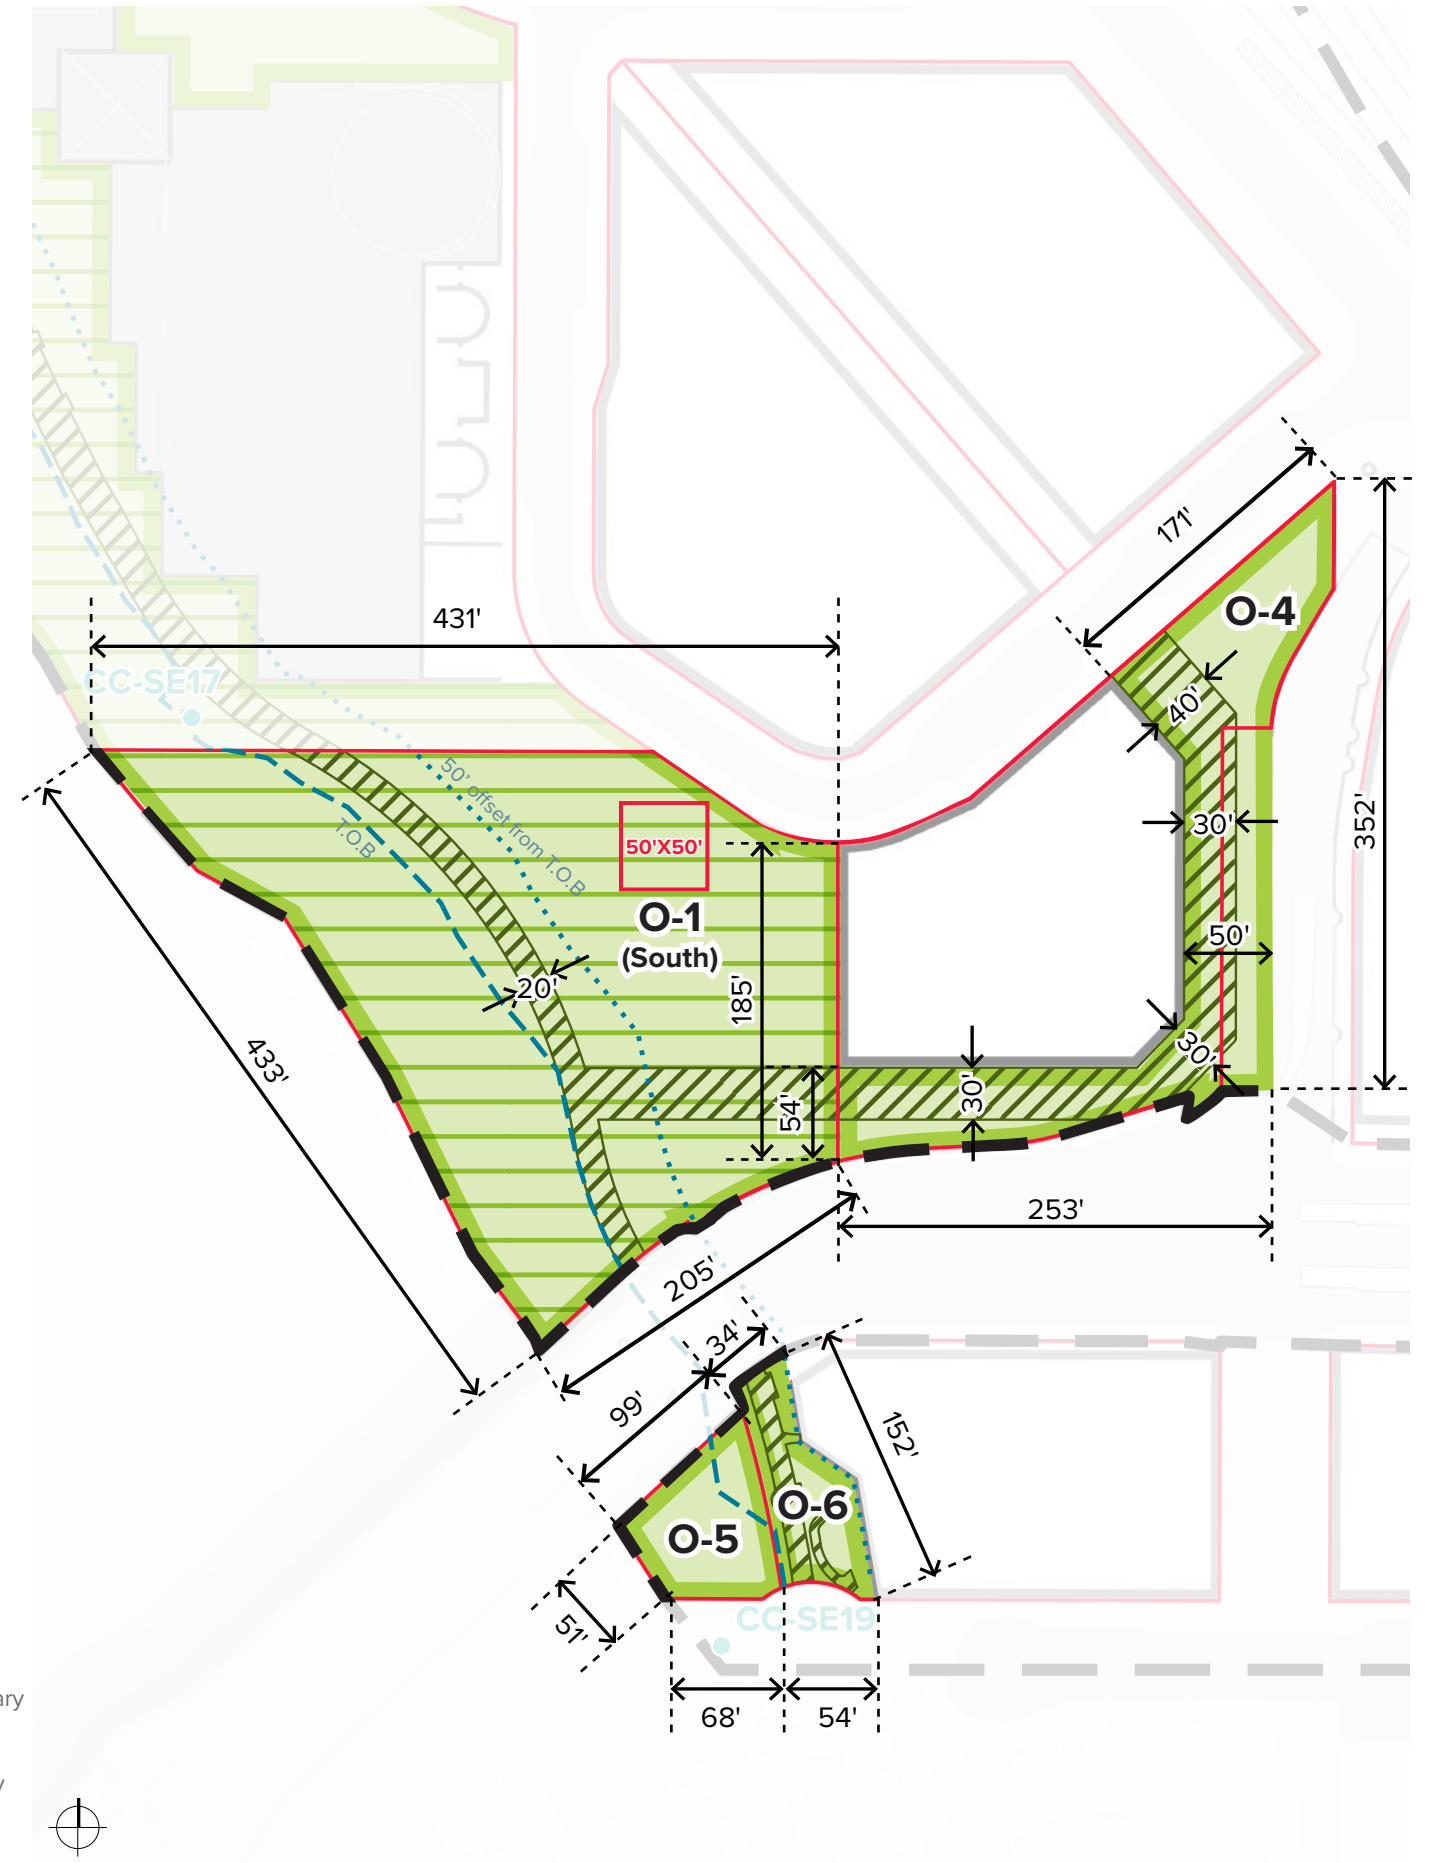 171'
O-4
431'
352'
CC-SE17
40'
50' offset from T.O.B
T.O.B
50'X50'
30'
O-1
(South)
50'
20'
185'
433'
30'
30'
54'
253'
205'
34'
99'
152'
O-6
O-5
51'
CC-SE19
68'
54'
ary
y